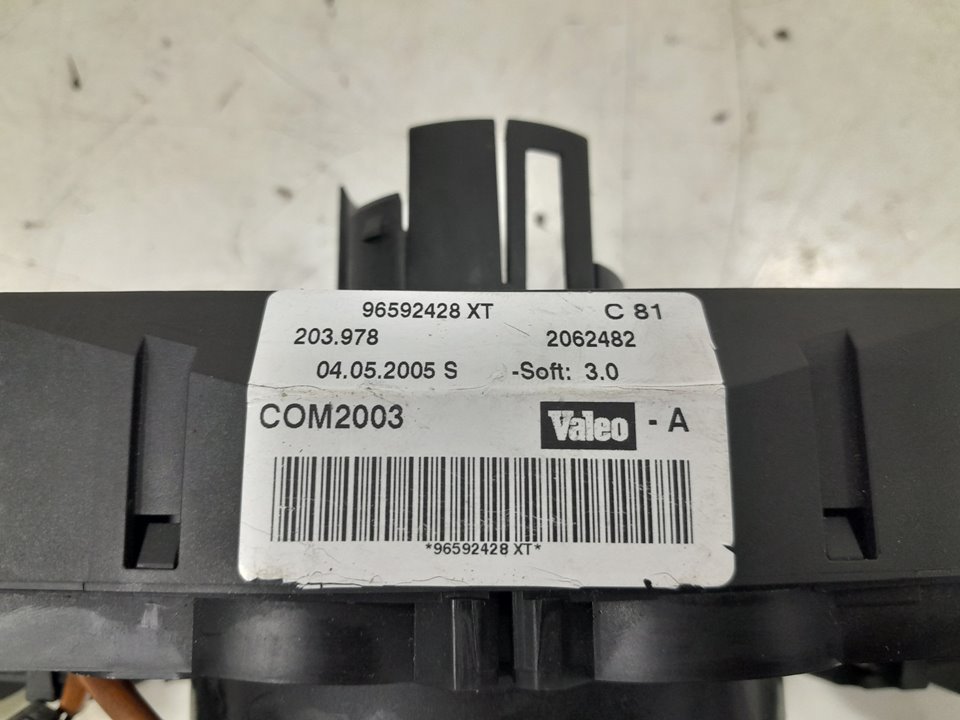 96592428 XT C 81
203.978 2062482
04.05.2005 S -Soft: 3.0
COM2003 Valeo - A
*96592428 XT*